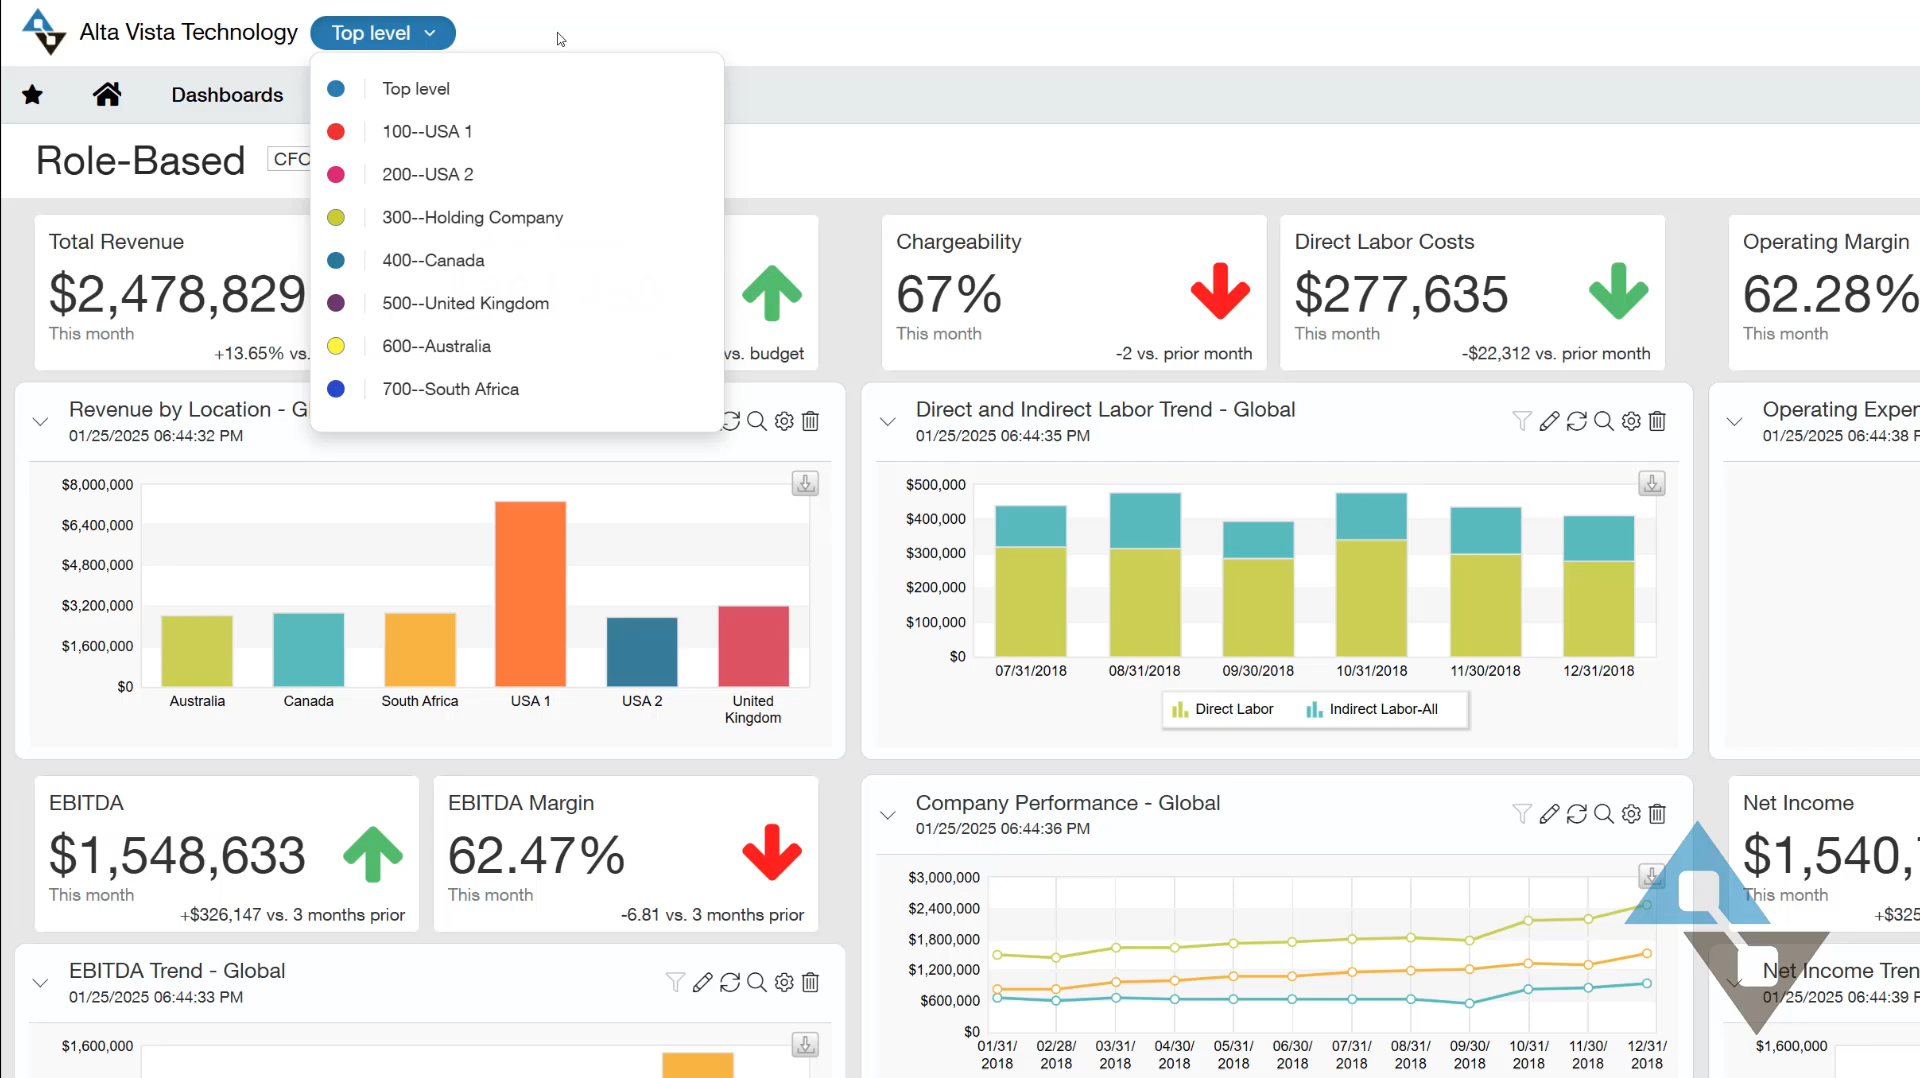 Alta Vista Technology
Top level
Top level
100--USA 1
200--USA 2
300--Holding Company
400--Canada
500--United Kingdom
600--Australia
700--South Africa
Dashboards
Role-Based
CFO
Total Revenue
$2,478,829
This month
+13.65% vs.
vs. budget
Chargeability
67%
This month
-2 vs. prior month
Direct Labor Costs
$277,635
This month
-$22,312 vs. prior month
Operating Margin
62.28%
This month
Revenue by Location - Gl
01/25/2025 06:44:32 PM
$8,000,000
$6,400,000
$4,800,000
$3,200,000
$1,600,000
$0
Australia
Canada
South Africa
USA 1
USA 2
United
Kingdom
Direct and Indirect Labor Trend - Global
01/25/2025 06:44:35 PM
$500,000
$400,000
$300,000
$200,000
$100,000
$0
07/31/2018
08/31/2018
09/30/2018
10/31/2018
11/30/2018
12/31/2018
Direct Labor
Indirect Labor-All
Operating Exper
01/25/2025 06:44:38 P
EBITDA
$1,548,633
This month
+$326,147 vs. 3 months prior
EBITDA Margin
62.47%
This month
-6.81 vs. 3 months prior
Company Performance - Global
01/25/2025 06:44:36 PM
$3,000,000
$2,400,000
$1,800,000
$1,200,000
$600,000
$0
01/31/
2018
02/28/
2018
03/31/
2018
04/30/
2018
05/31/
2018
06/30/
2018
07/31/
2018
08/31/
2018
09/30/
2018
10/31/
2018
11/30/
2018
12/31/
2018
Net Income
$1,540,
This month
+$325
EBITDA Trend - Global
01/25/2025 06:44:33 PM
$1,600,000
Net Income Tren
01/25/2025 06:44:39 P
$1,600,000